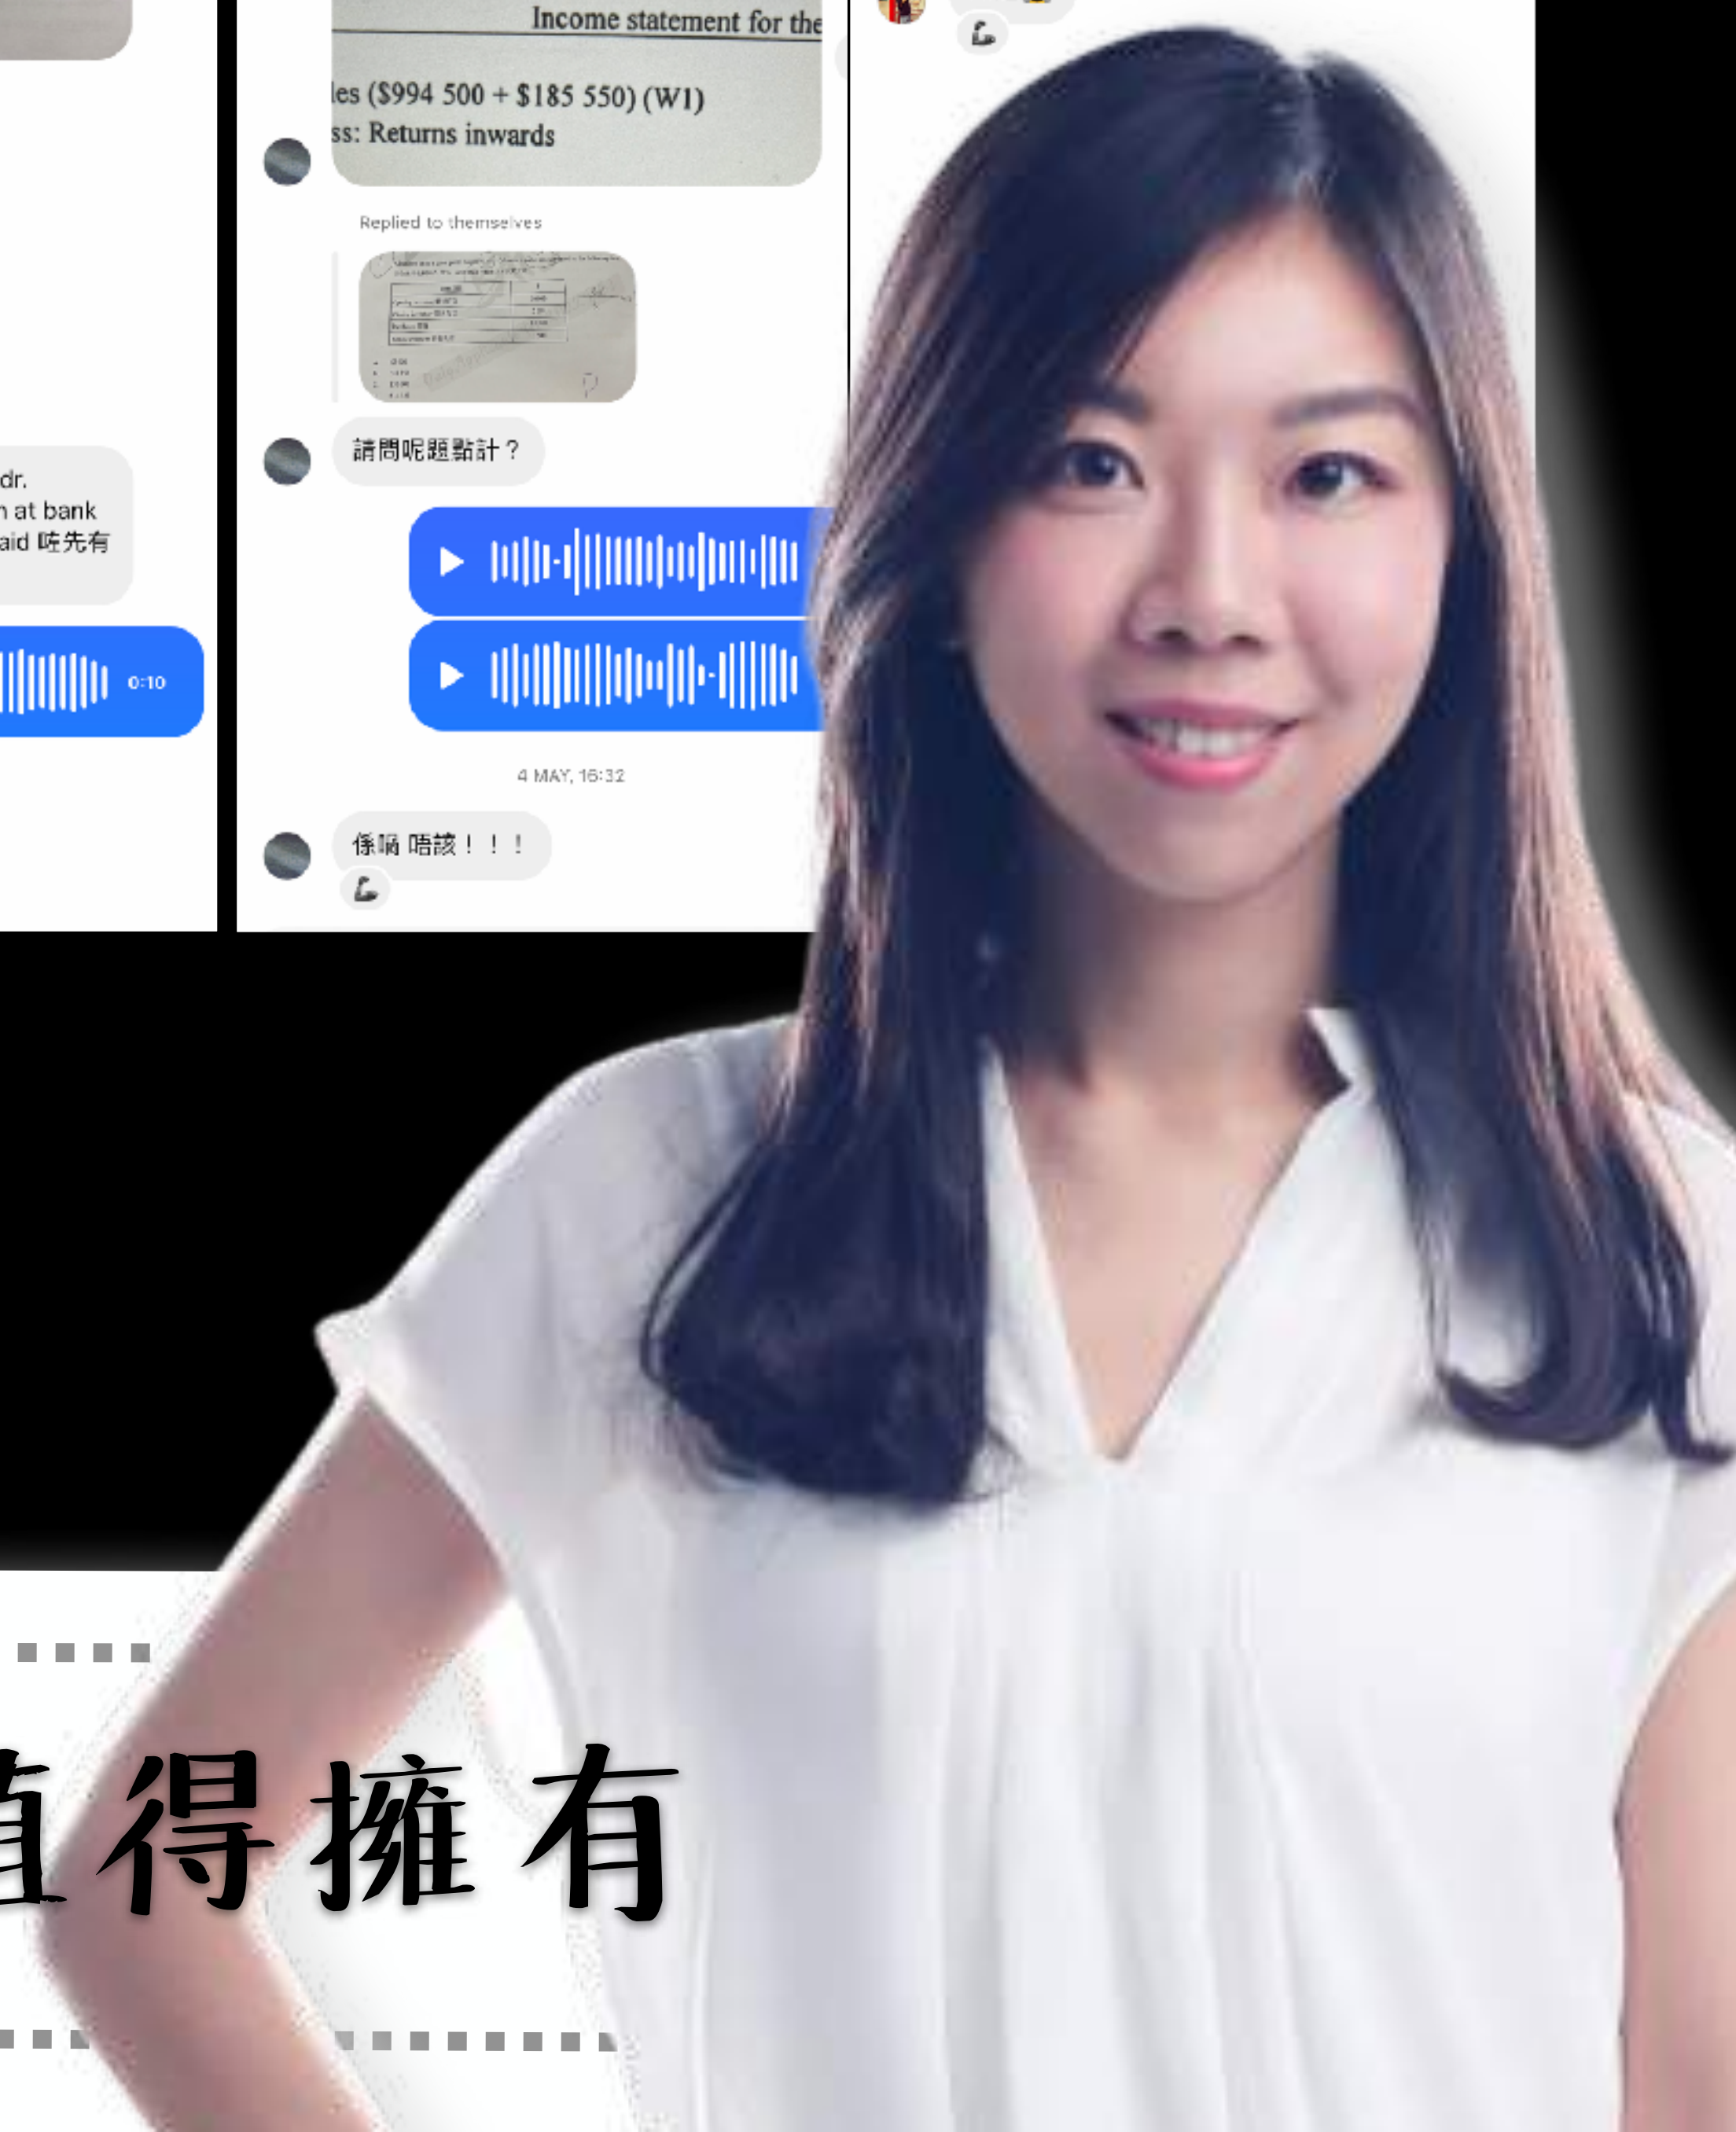 dr.
n at bank
aid 咗先有
0:10
Income statement for the
les ($994 500 + $185 550) (W1)
ss: Returns inwards
Replied to themselves
請問呢題點計？
4 MAY, 16:32
係喎 唔該！！！
值得擁有